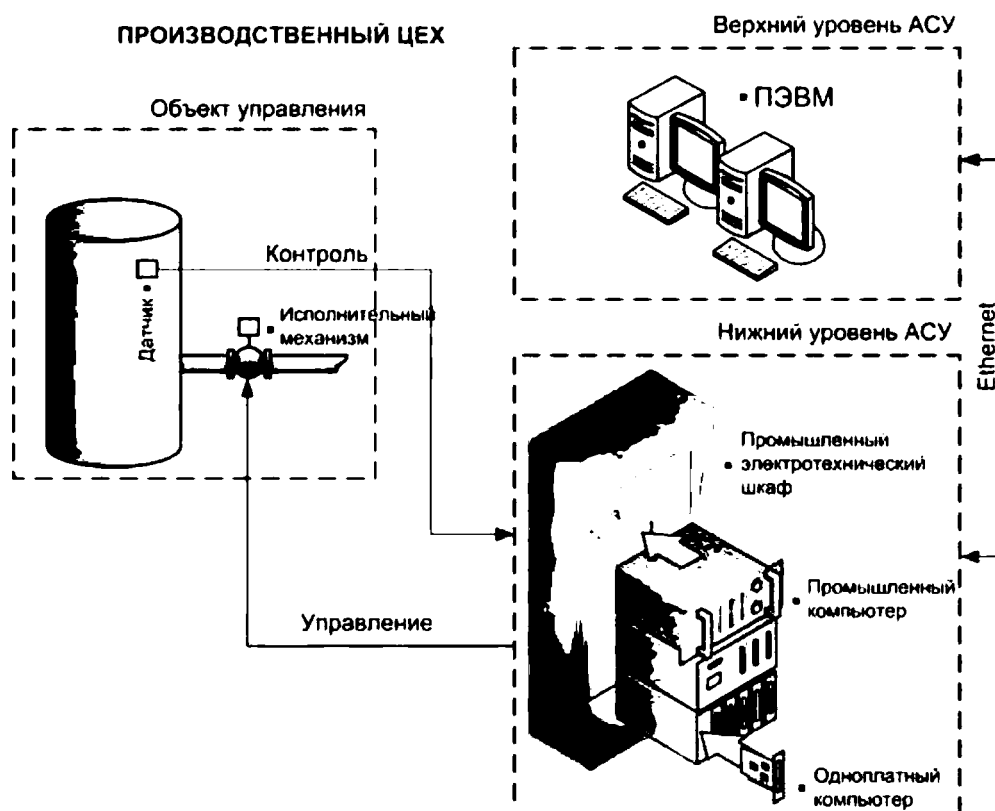 ПРОИЗВОДСТВЕННЫЙ ЦЕХ
Верхний уровень АСУ
Объект управления
ПЭВМ
Контроль
Датчик
Исполнительный
механизм
Нижний уровень АСУ
Ethernet
Промышленный
электротехнический
шкаф
Промышленный
компьютер
Управление
Одноплатный
компьютер